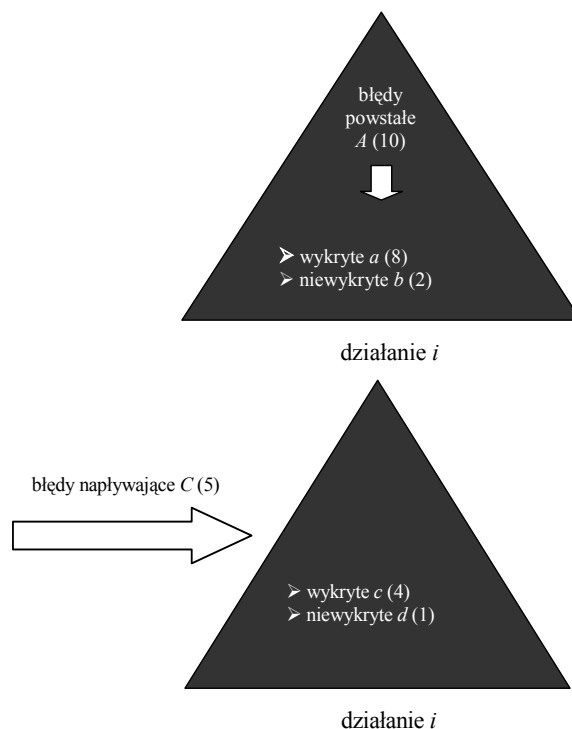 błędy
powstałe
A (10)
➢ wykryte a (8)
➢ niewykryte b (2)
działanie i
błędy napływające C (5)
➢ wykryte c (4)
➢ niewykryte d (1)
działanie i